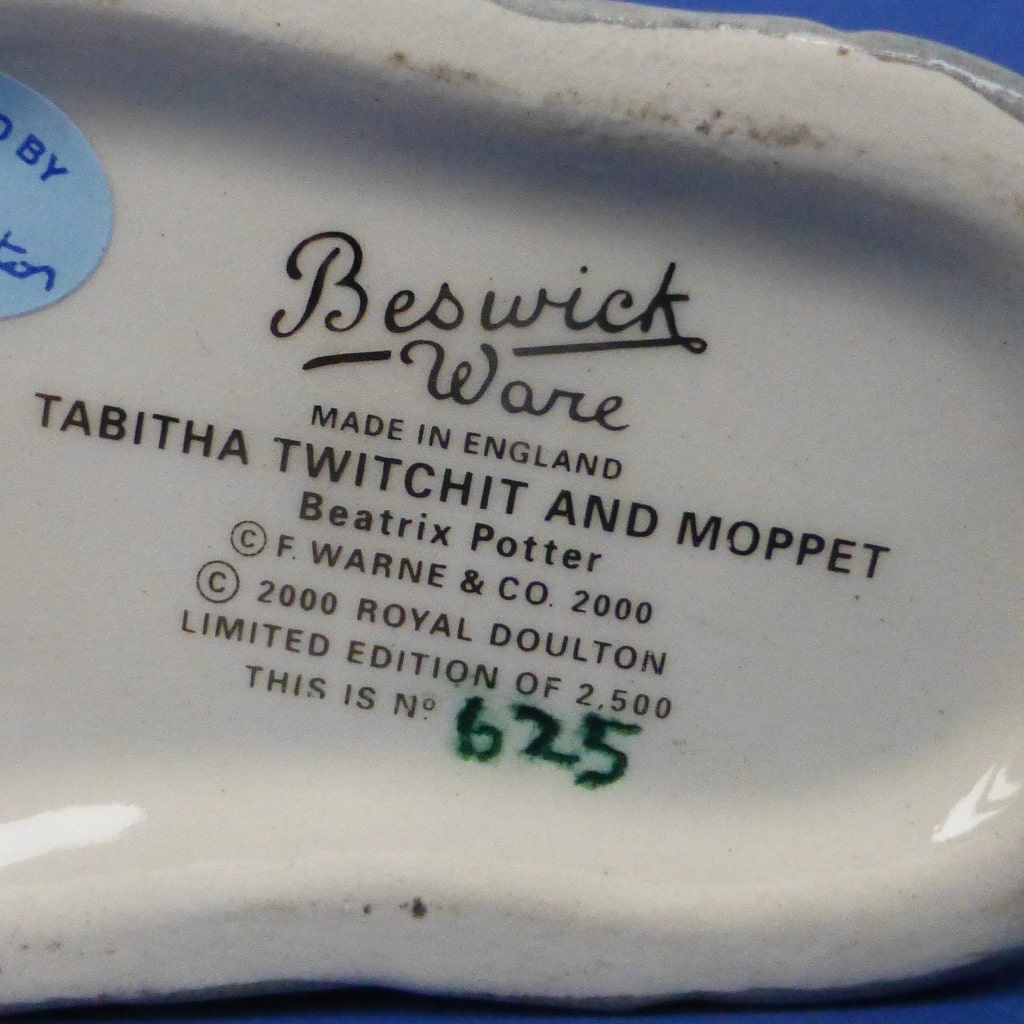 BY
Beswick
Ware
MADE IN ENGLAND
TABITHA TWITCHIT AND MOPPET
Beatrix Potter
© F. WARNE & CO. 2000
© 2000 ROYAL DOULTON
LIMITED EDITION OF 2,500
THIS IS Nº 625